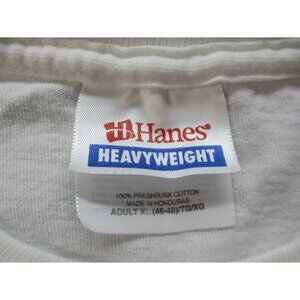 Hanes®
HEAVYWEIGHT
100% PRESHRUNK COTTON
MADE IN HONDURAS
ADULT XL (46-48)/TG/XG